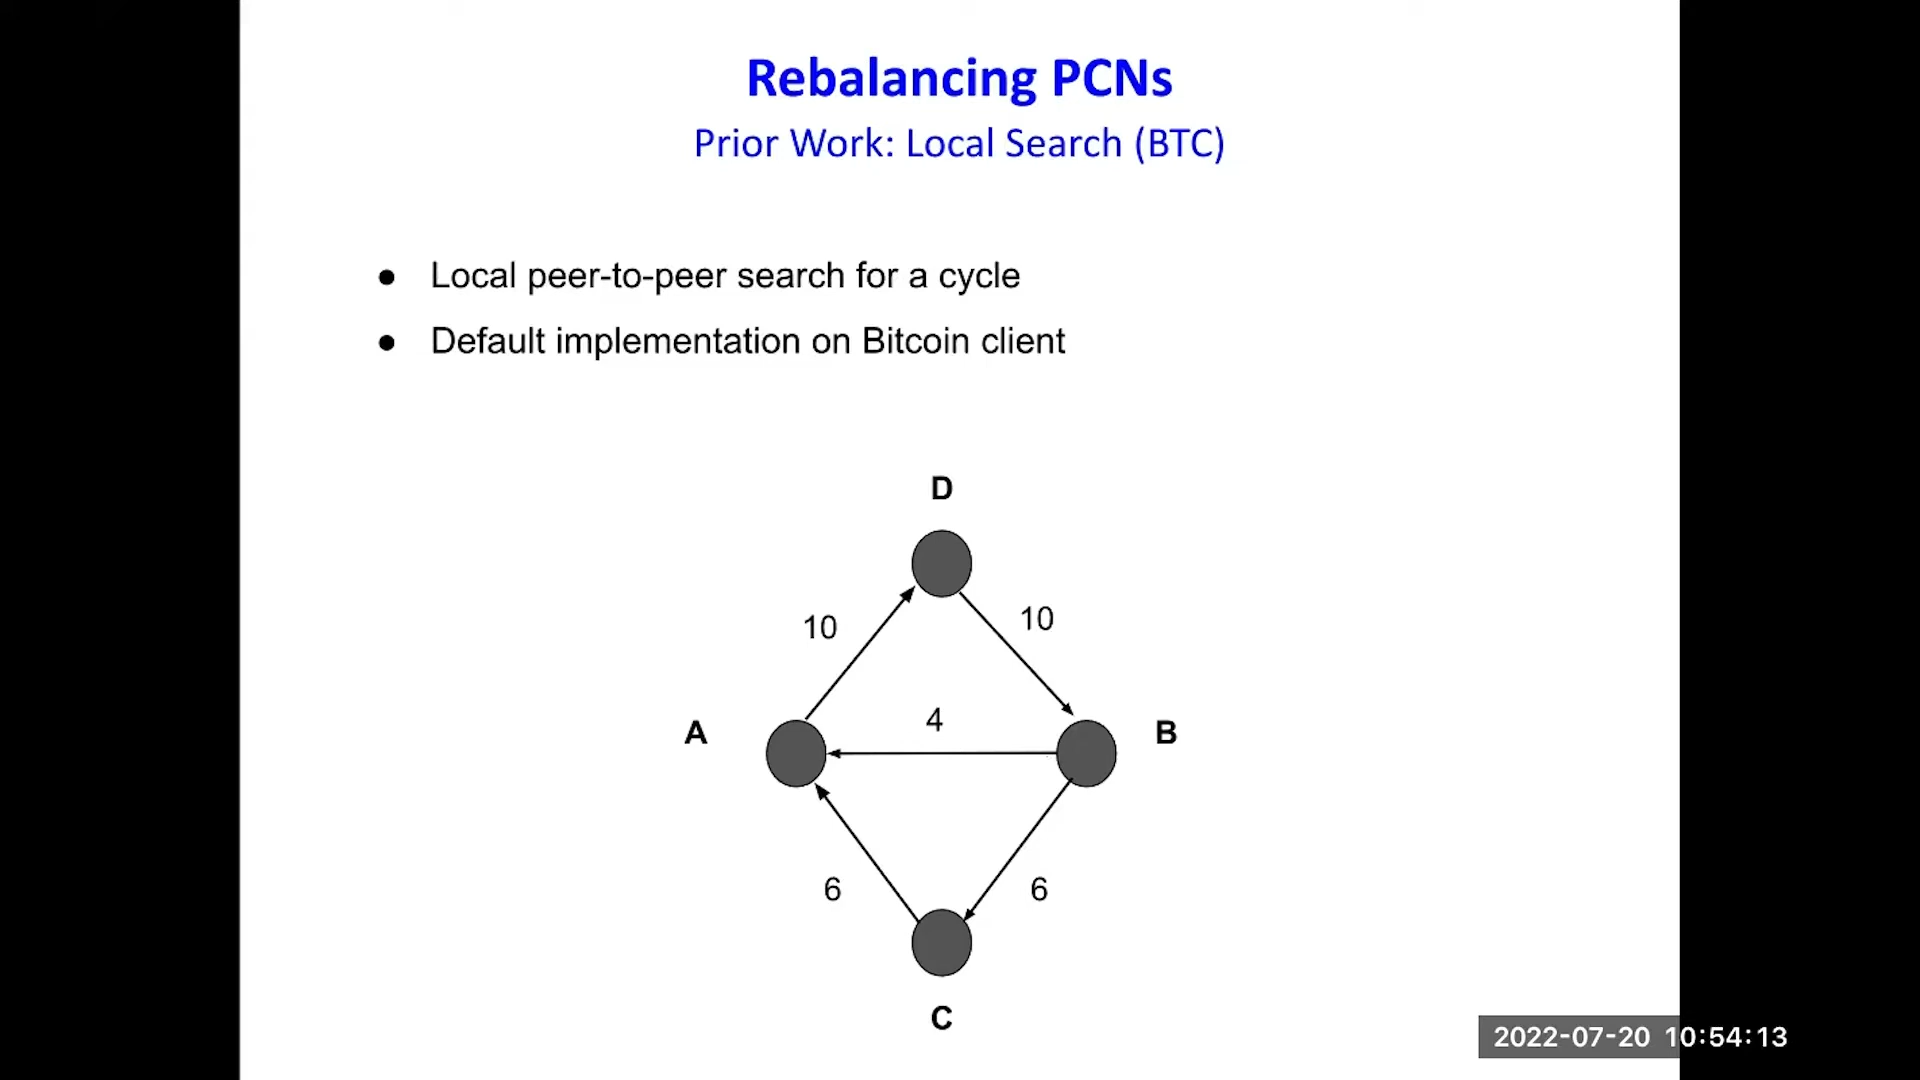 Rebalancing PCNs
Prior Work: Local Search (BTC)
● Local peer-to-peer search for a cycle
● Default implementation on Bitcoin client
D
10
10
4
A
B
6
6
C
2022-07-20 10:54:13